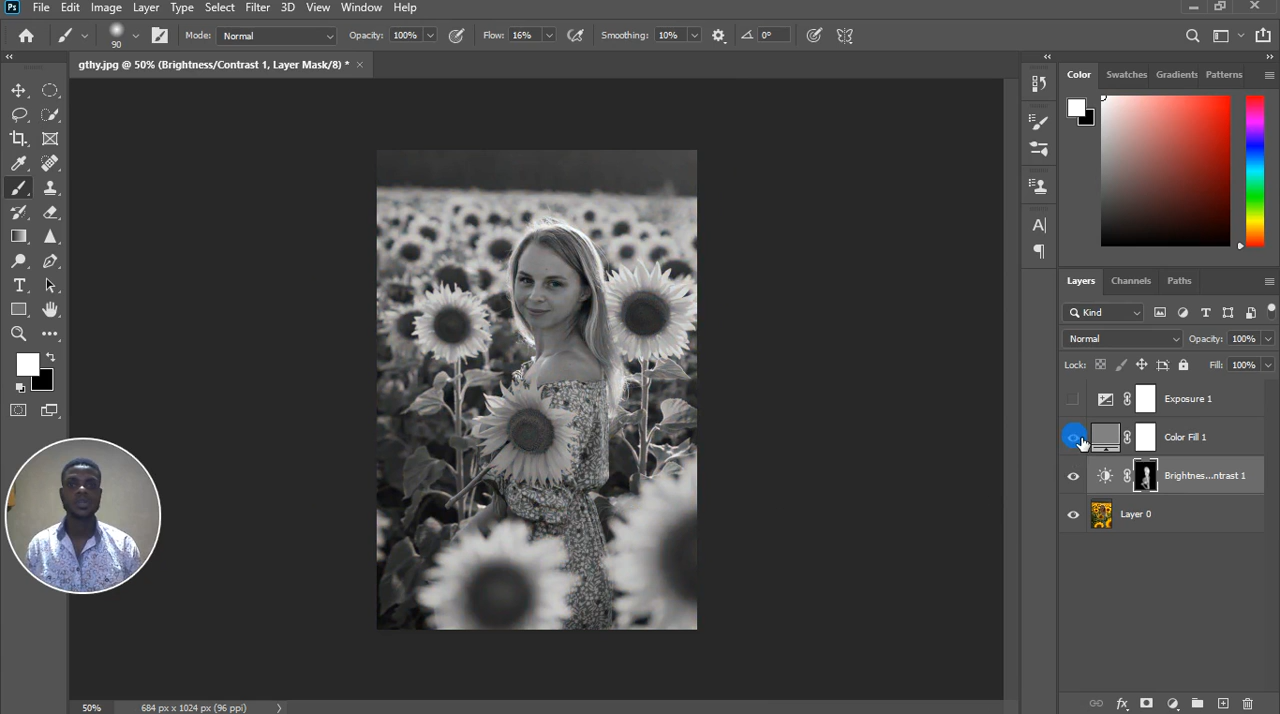 Ps File Edit Image Layer Type Select Filter 3D View Window Help
90 Mode: Normal Opacity: 100% Flow: 16% Smoothing: 10% 0°
gthy.jpg @ 50% (Brightness/Contrast 1, Layer Mask/8) * ×
Color Swatches Gradients Patterns
Layers Channels Paths
Kind
Normal Opacity: 100%
Lock: Fill: 100%
Exposure 1
Color Fill 1
Brightnes...ntrast 1
Layer 0
50% 684 px x 1024 px (96 ppi)